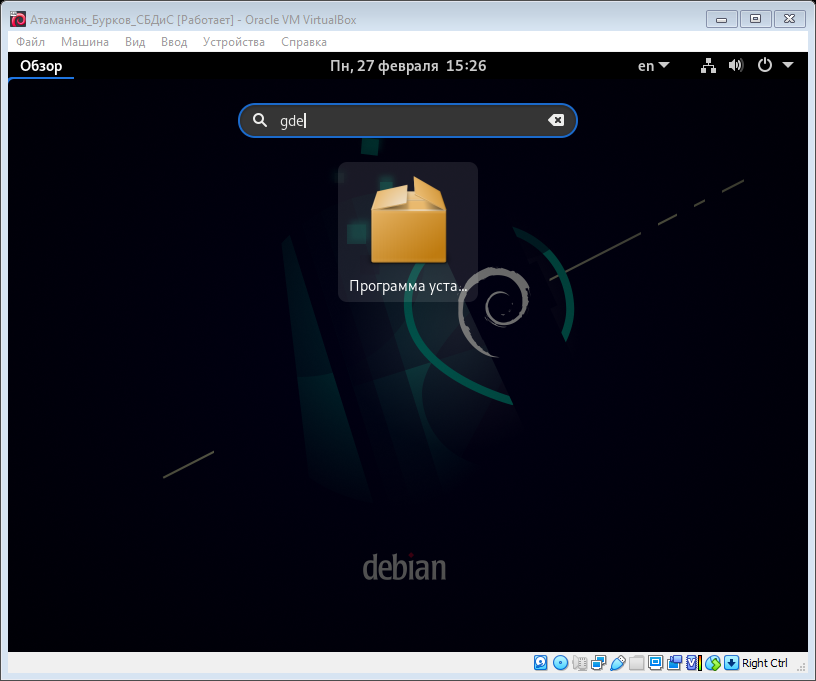 Атаманюк_Бурков_СБДиС [Работает] - Oracle VM VirtualBox
Файл Машина Вид Ввод Устройства Справка
Обзор Пн, 27 февраля 15:26 en
gde
Программа уста...
debian
Right Ctrl